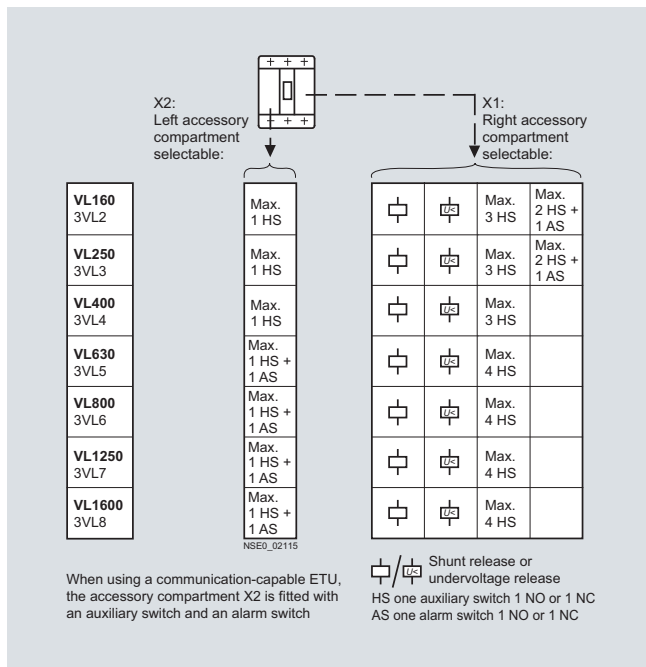 X2:
Left accessory
compartment
selectable:
X1:
Right accessory
compartment
selectable:
VL160
3VL2
Max.
1 HS
U<
Max.
3 HS
Max.
2 HS +
1 AS
VL250
3VL3
Max.
1 HS
U<
Max.
3 HS
Max.
2 HS +
1 AS
VL400
3VL4
Max.
1 HS
U<
Max.
3 HS
VL630
3VL5
Max.
1 HS +
1 AS
U<
Max.
4 HS
VL800
3VL6
Max.
1 HS +
1 AS
U<
Max.
4 HS
VL1250
3VL7
Max.
1 HS +
1 AS
U<
Max.
4 HS
VL1600
3VL8
Max.
1 HS +
1 AS
U<
Max.
4 HS
NSE0_02115
When using a communication-capable ETU,
the accessory compartment X2 is fitted with
an auxiliary switch and an alarm switch
/ U< Shunt release or
undervoltage release
HS one auxiliary switch 1 NO or 1 NC
AS one alarm switch 1 NO or 1 NC